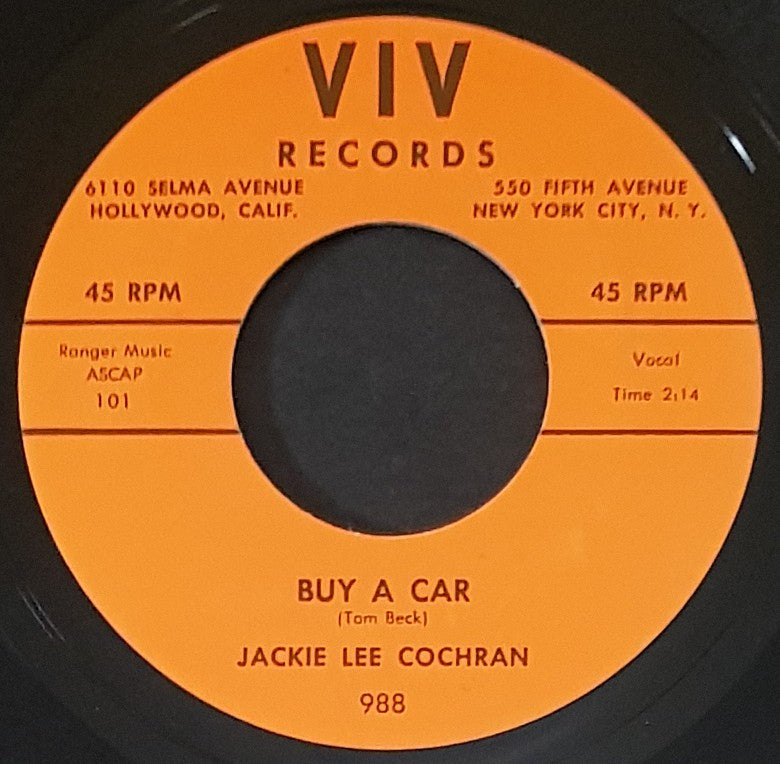 VIV
RECORDS
6110 SELMA AVENUE
HOLLYWOOD, CALIF.
550 FIFTH AVENUE
NEW YORK CITY, N. Y.
45 RPM
45 RPM
Ranger Music
ASCAP
101
Vocal
Time 2:14
BUY A CAR
(Tom Beck)
JACKIE LEE COCHRAN
988